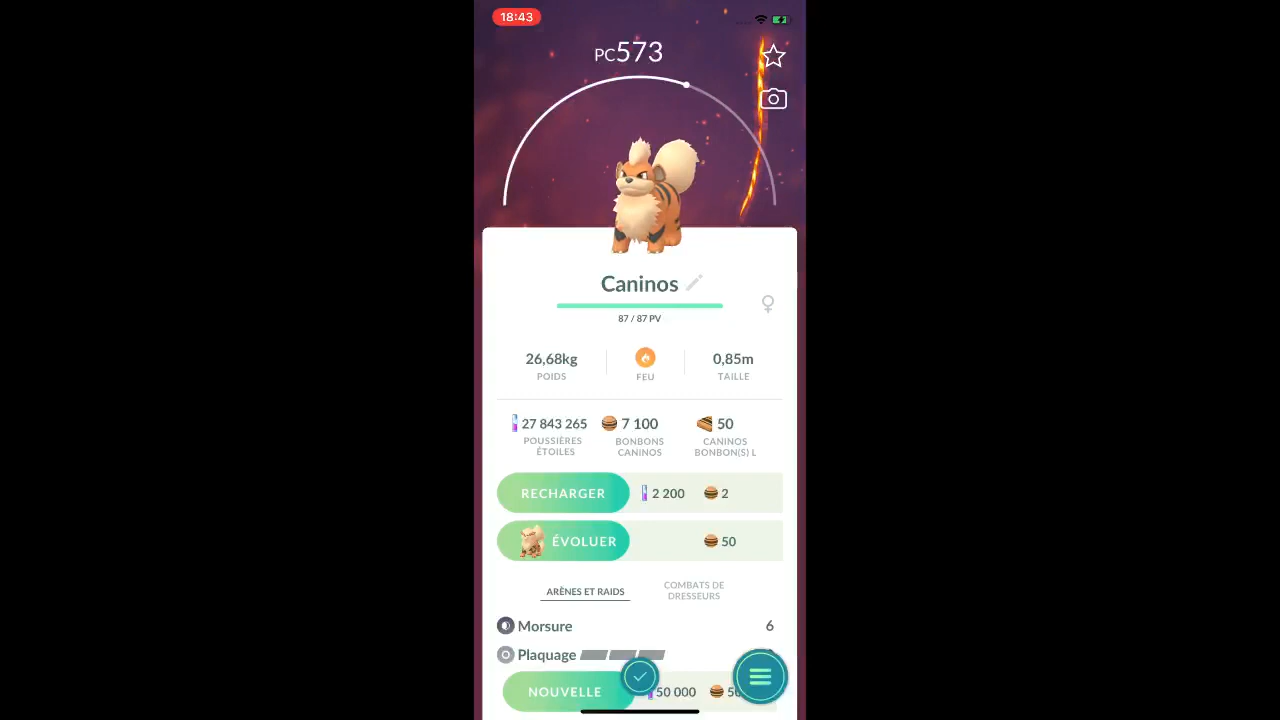 18:43
PC573
Caninos
87 / 87 PV
26,68kg
POIDS
FEU
0,85m
TAILLE
27 843 265
POUSSIÈRES
ÉTOILES
7 100
BONBONS
CANINOS
50
CANINOS
BONBON(S) L
RECHARGER 2 200 2
ÉVOLUER 50
ARÈNES ET RAIDS
COMBATS DE
DRESSEURS
Morsure 6
Plaquage
NOUVELLE 50 000